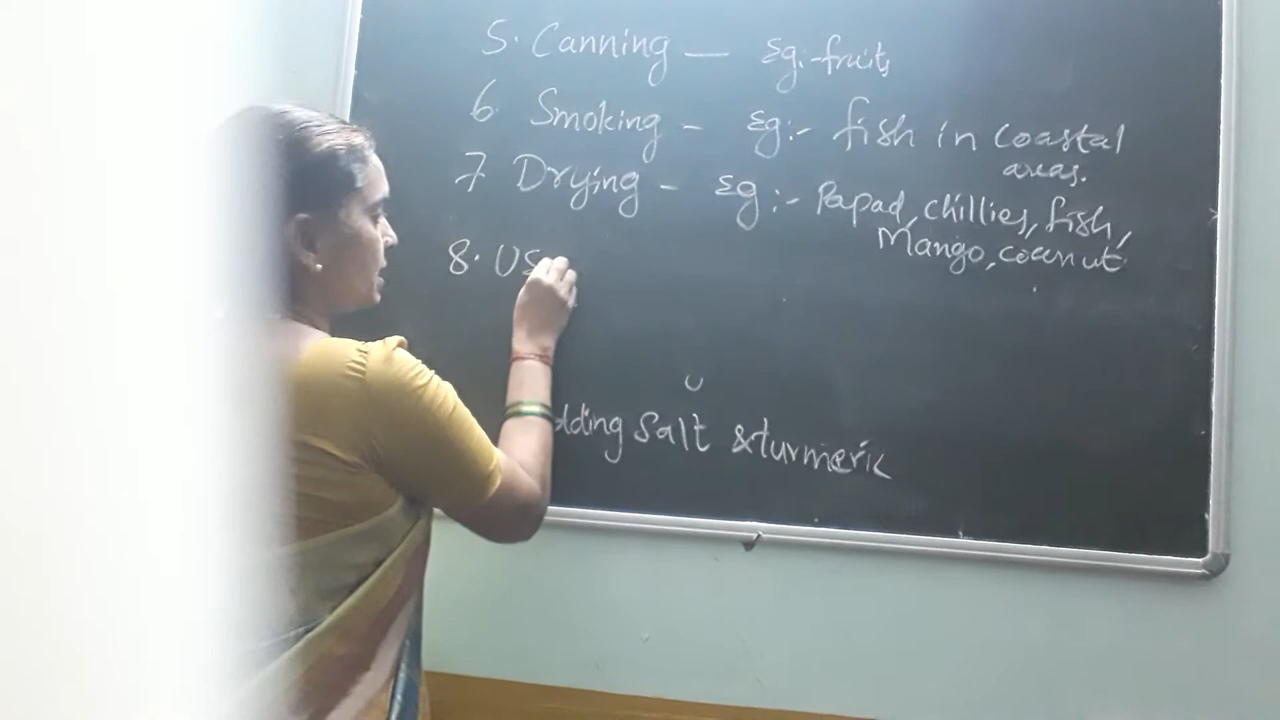 5. Canning — Eg:- fruits
6 Smoking - Eg:- fish in coastal
areas.
7 Drying - Eg:- Papad, chillies, fish,
Mango, coconut.
8. US
dding Salt & turmeric